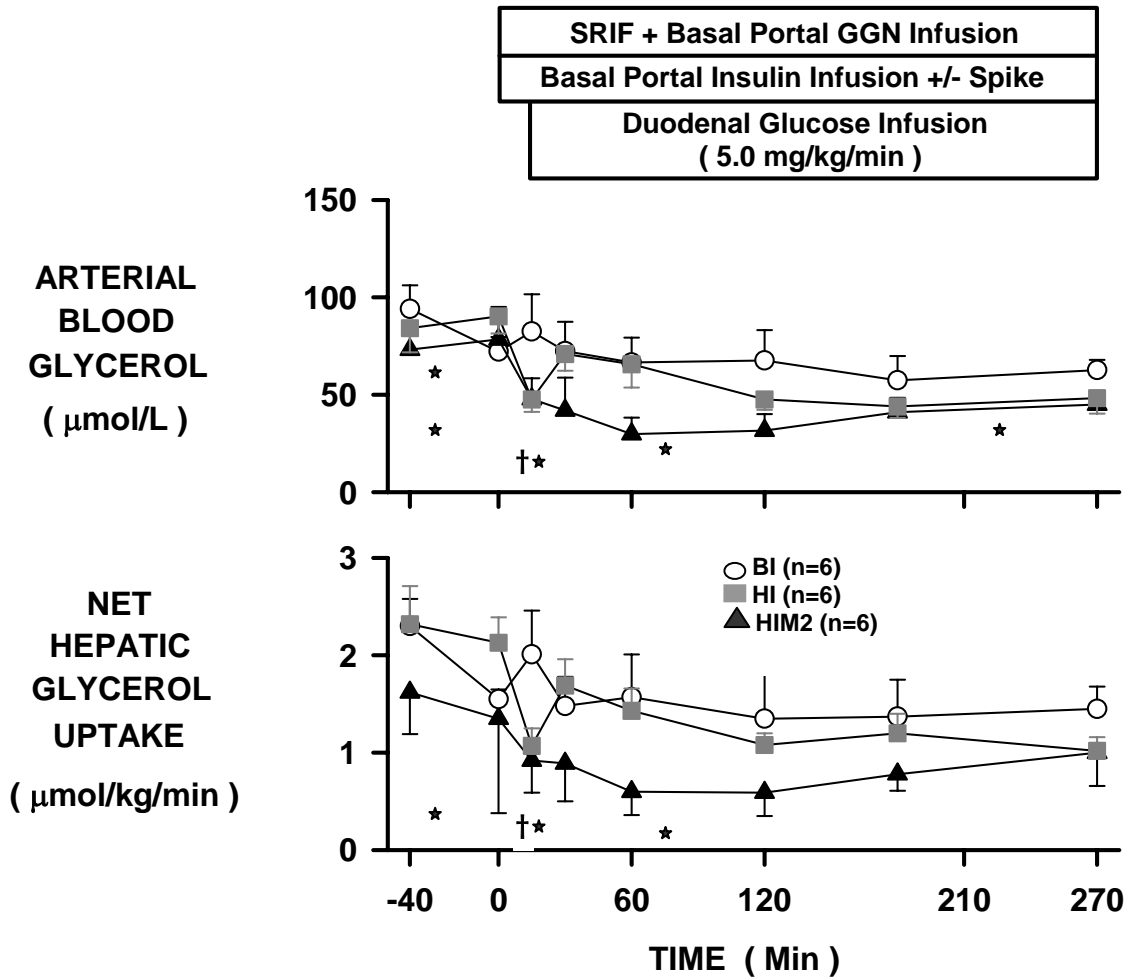 SRIF + Basal Portal GGN Infusion
Basal Portal Insulin Infusion +/- Spike
Duodenal Glucose Infusion
( 5.0 mg/kg/min )
ARTERIAL
BLOOD
GLYCEROL
( μmol/L )
150
100
50
0
†
NET
HEPATIC
GLYCEROL
UPTAKE
( μmol/kg/min )
3
2
1
0
BI (n=6)
HI (n=6)
HIM2 (n=6)
†
-40 0 60 120 210 270
TIME ( Min )